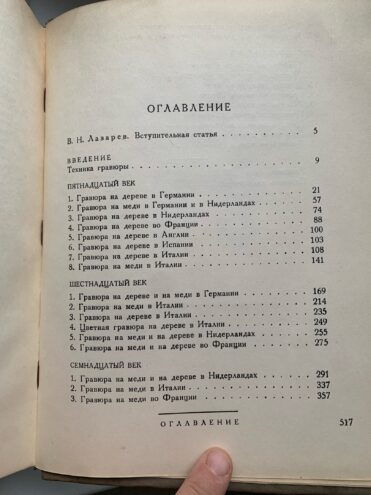 ОГЛАВЛЕНИЕ
В. Н. Лазарев. Вступительная статья . . . . . . . . . 5
ВВЕДЕНИЕ
Техника гравюры . . . . . . . . . . . . . . . . . . 9
ПЯТНАДЦАТЫЙ ВЕК
1. Гравюра на дереве в Германии . . . . . . . . . . 21
2. Гравюра на меди в Германии и в Нидерландах . . . . 57
3. Гравюра на дереве в Нидерландах . . . . . . . . . 74
4. Гравюра на дереве во Франции . . . . . . . . . . 88
5. Гравюра на дереве в Англии . . . . . . . . . . . 100
6. Гравюра на дереве в Испании . . . . . . . . . . 103
7. Гравюра на дереве в Италии . . . . . . . . . . . 108
8. Гравюра на меди в Италии . . . . . . . . . . . . 141
ШЕСТНАДЦАТЫЙ ВЕК
1. Гравюра на дереве и на меди в Германии . . . . . . 169
2. Гравюра на меди в Италии . . . . . . . . . . . . 214
3. Гравюра на дереве в Италии . . . . . . . . . . . 235
4. Цветная гравюра на дереве в Италии . . . . . . . 249
5. Гравюра на меди и на дереве в Нидерландах . . . . 255
6. Гравюра на меди и на дереве во Франции . . . . . . 275
СЕМНАДЦАТЫЙ ВЕК
1. Гравюра на меди и на дереве в Нидерландах . . . . 291
2. Гравюра на меди в Италии . . . . . . . . . . . . 337
3. Гравюра на меди во Франции . . . . . . . . . . . 357
ОГЛАВЛЕНИЕ 517